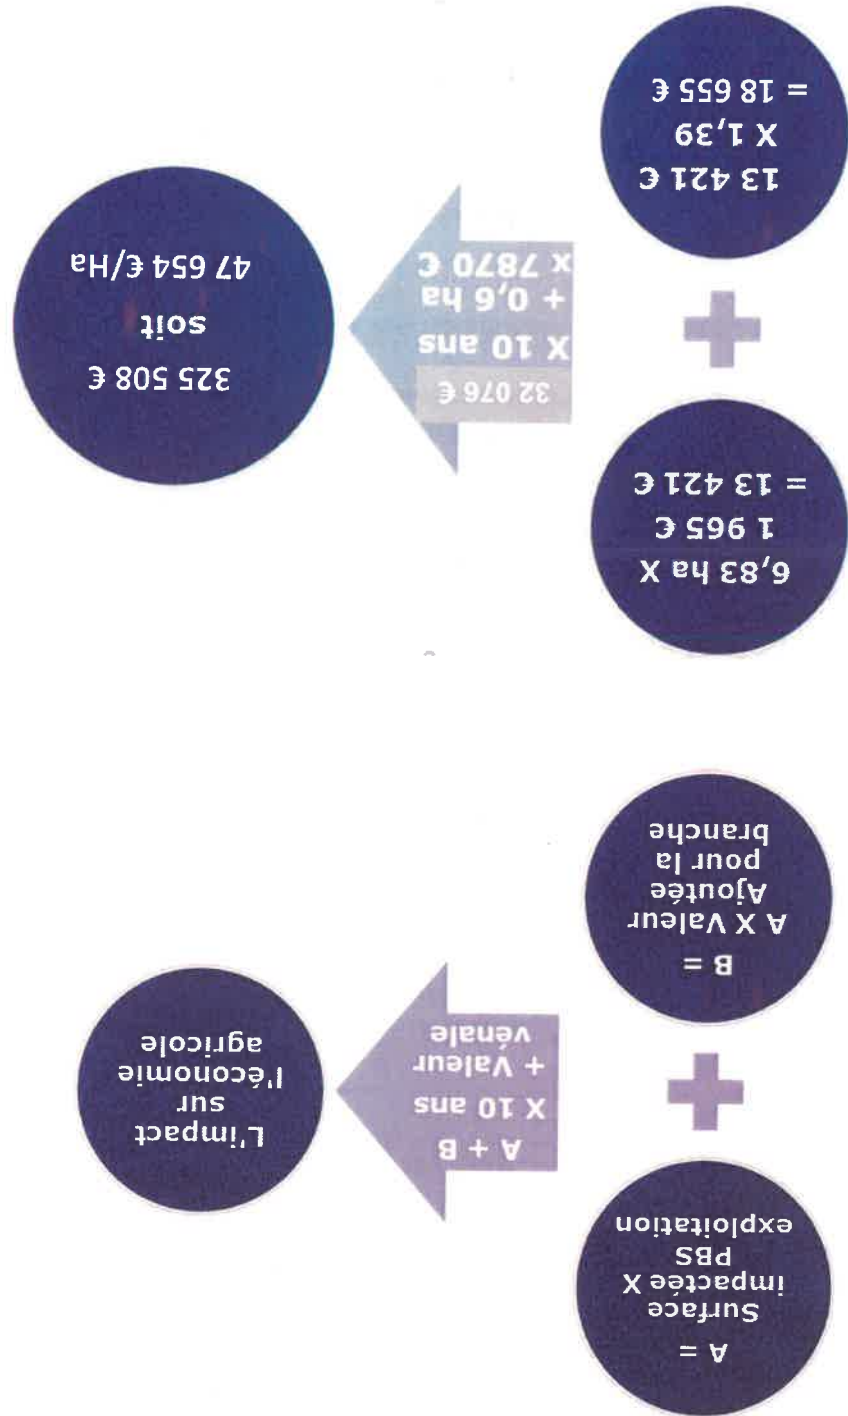 A =
Surface
impactée X
PBS
exploitation
+
B =
A X Valeur
Ajoutée
pour la
branche
A + B
X 10 ans
+ Valeur
vénale
L'impact
sur
l'économie
agricole
6,83 ha X
1 965 €
= 13 421 €
+
13 421 €
X 1,39
= 18 655 €
32 076 €
X 10 ans
+ 0,6 ha
x 7870 €
325 508 €
soit
47 654 €/Ha